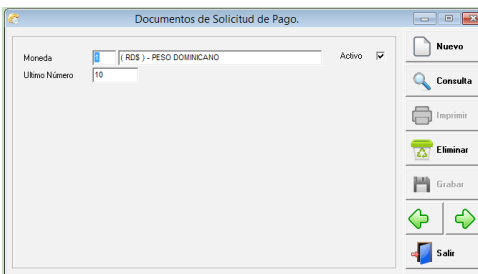 Documentos de Solicitud de Pago.
Moneda 1 ( RD$ ) - PESO DOMINICANO Activo
Ultimo Número 10
Nuevo
Consulta
Imprimir
Eliminar
Grabar
Salir